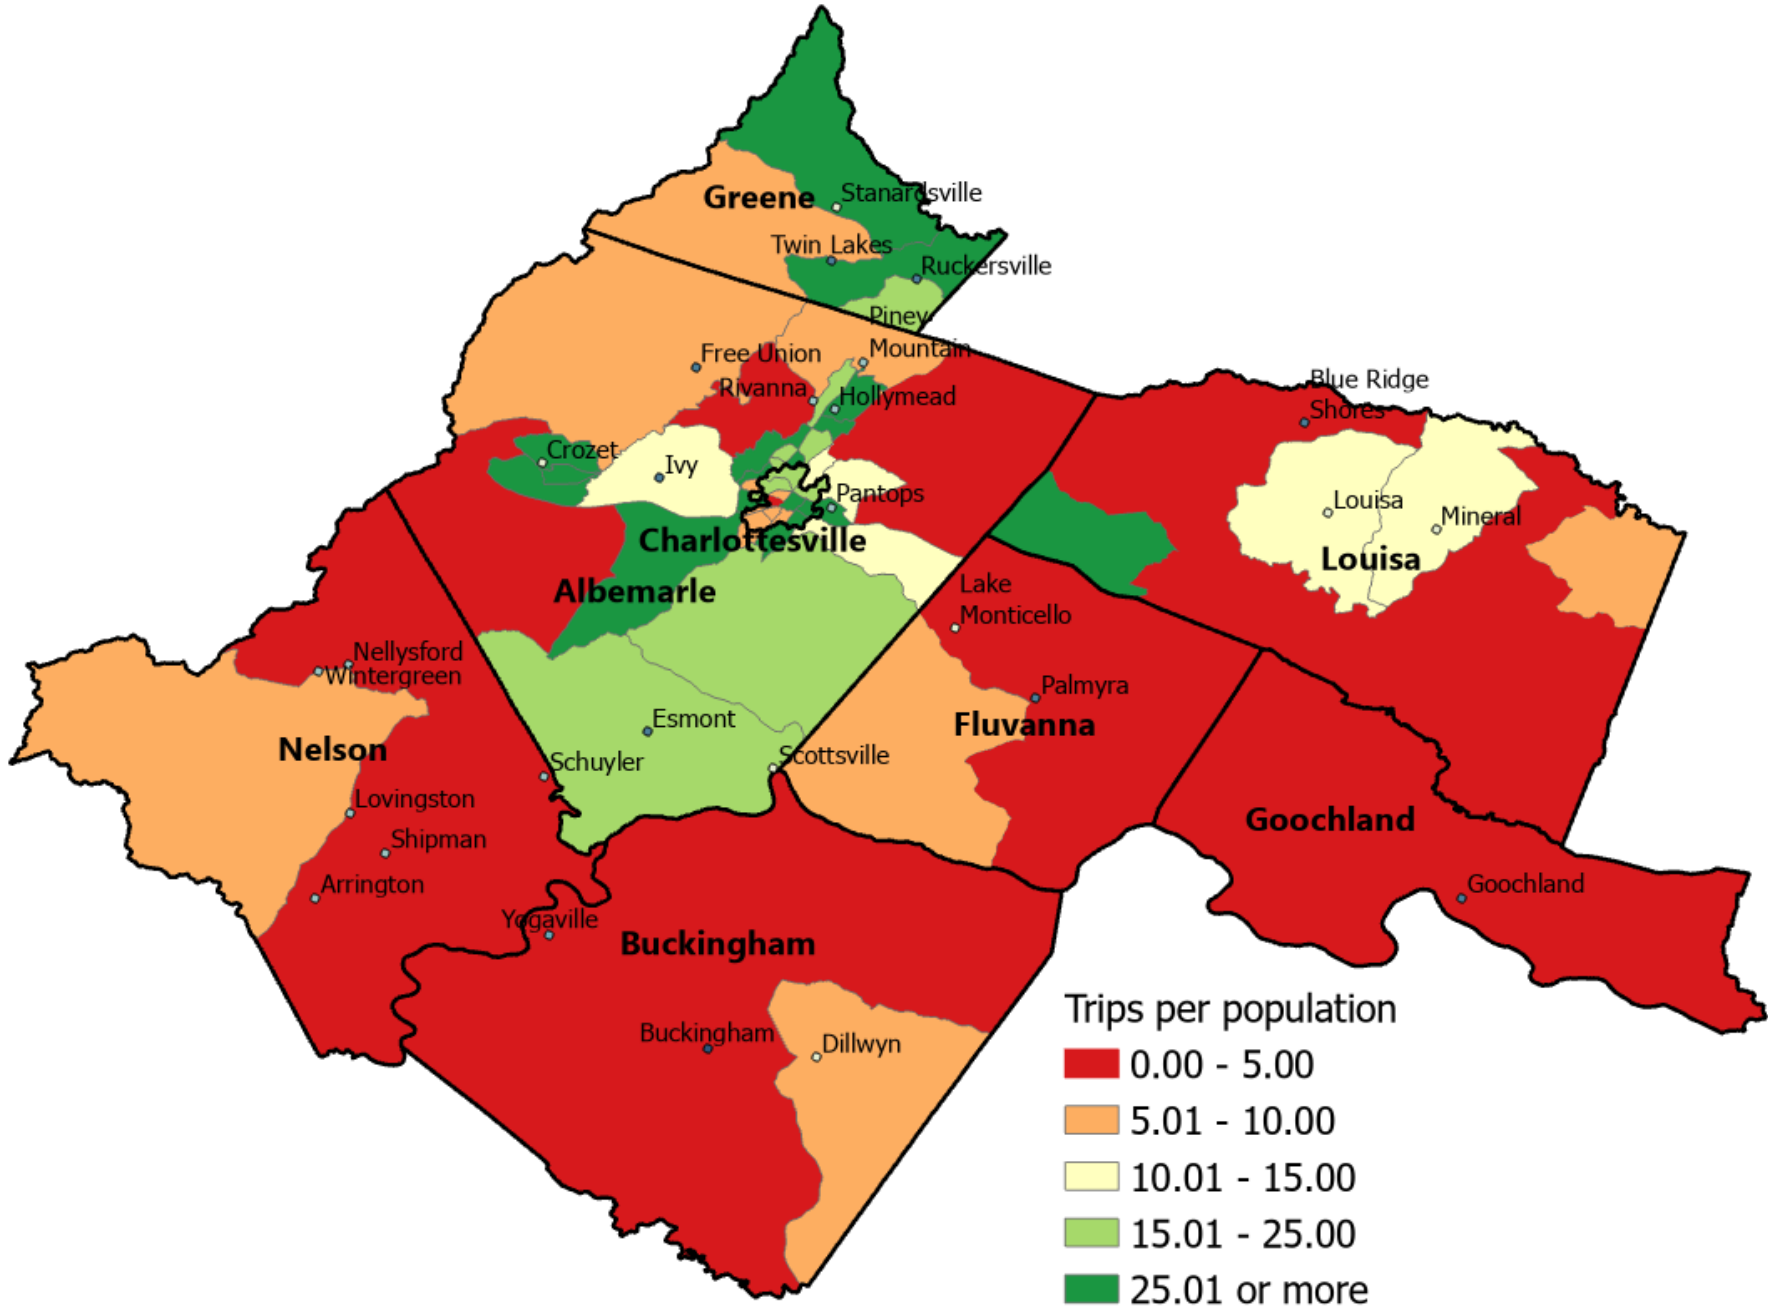 Stanardsville
Greene
Twin Lakes
Ruckersville
Piney
Mountain
Free Union
Rivanna
Hollymead
Blue Ridge
Shores
Crozet
Ivy
Pantops
Louisa
Mineral
Charlottesville
Louisa
Albemarle
Lake
Monticello
Nellysford
Wintergreen
Palmyra
Esmont
Fluvanna
Nelson
Schuyler
Scottsville
Lovingston
Goochland
Shipman
Arrington
Goochland
Yogaville
Buckingham
Buckingham
Dillwyn
Trips per population
0.00 - 5.00
5.01 - 10.00
10.01 - 15.00
15.01 - 25.00
25.01 or more